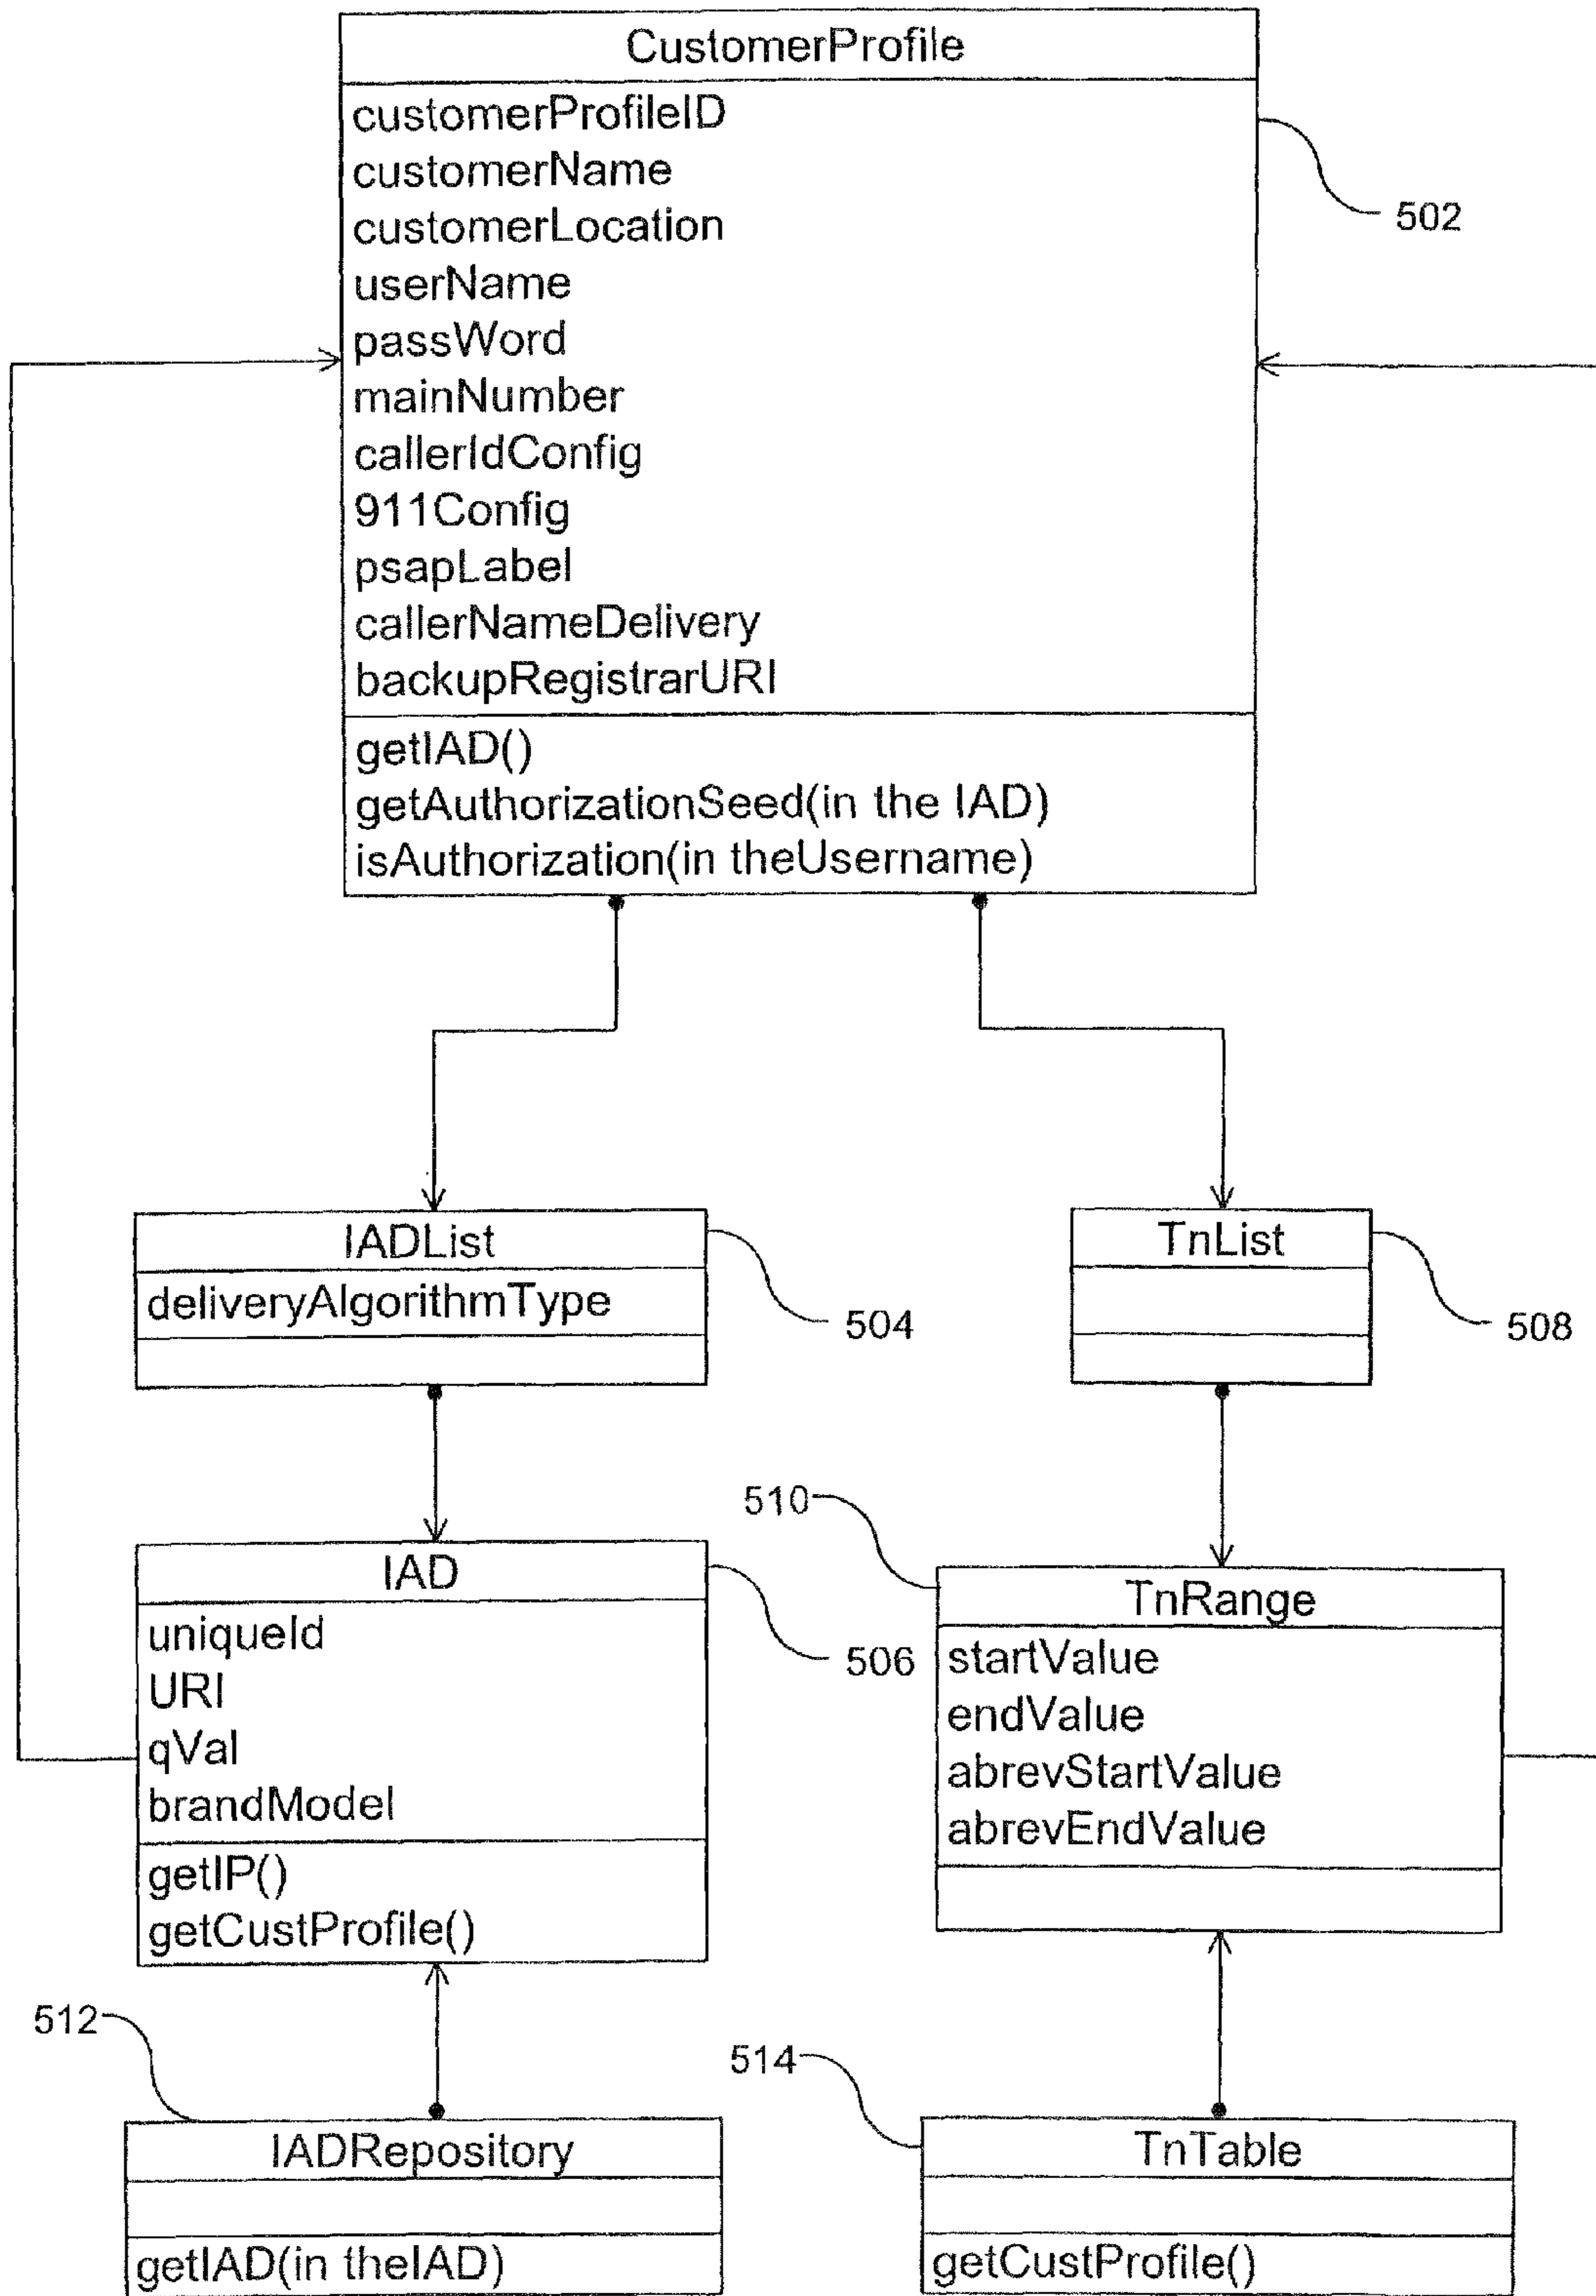 CustomerProfile
customerProfileID
customerName
customerLocation
userName
passWord
mainNumber
callerIdConfig
911Config
psapLabel
callerNameDelivery
backupRegistrarURI
getIAD()
getAuthorizationSeed(in the IAD)
isAuthorization(in theUsername)
502
IADList
deliveryAlgorithmType
504
TnList
508
IAD
uniqueId
URI
qVal
brandModel
getIP()
getCustProfile()
506
510
TnRange
startValue
endValue
abrevStartValue
abrevEndValue
512
IADRepository
getIAD(in theIAD)
514
TnTable
getCustProfile()